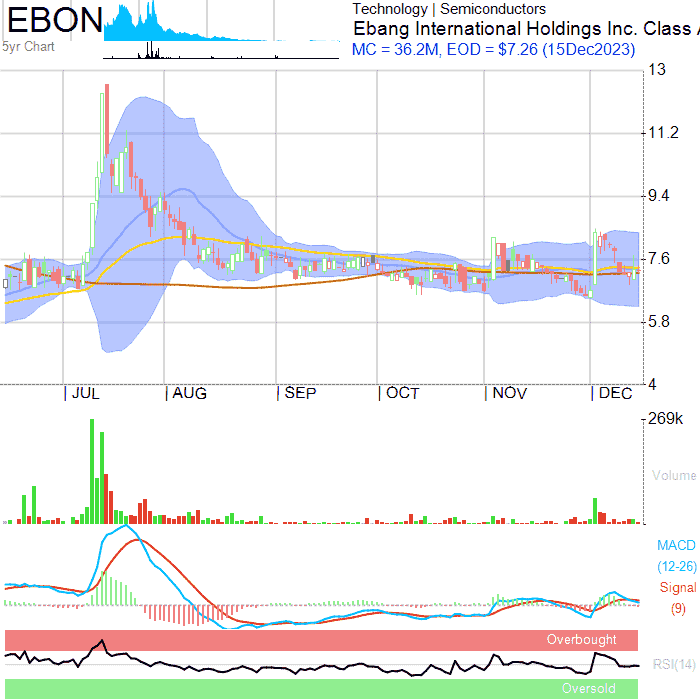 EBON
5yr Chart
Technology | Semiconductors
Ebang International Holdings Inc. Class A
MC = 36.2M, EOD = $7.26 (15Dec2023)
13
11.2
9.4
7.6
5.8
4
JUL
AUG
SEP
OCT
NOV
DEC
269k
Volume
MACD
(12-26)
Signal
(9)
Overbought
RSI(14)
Oversold